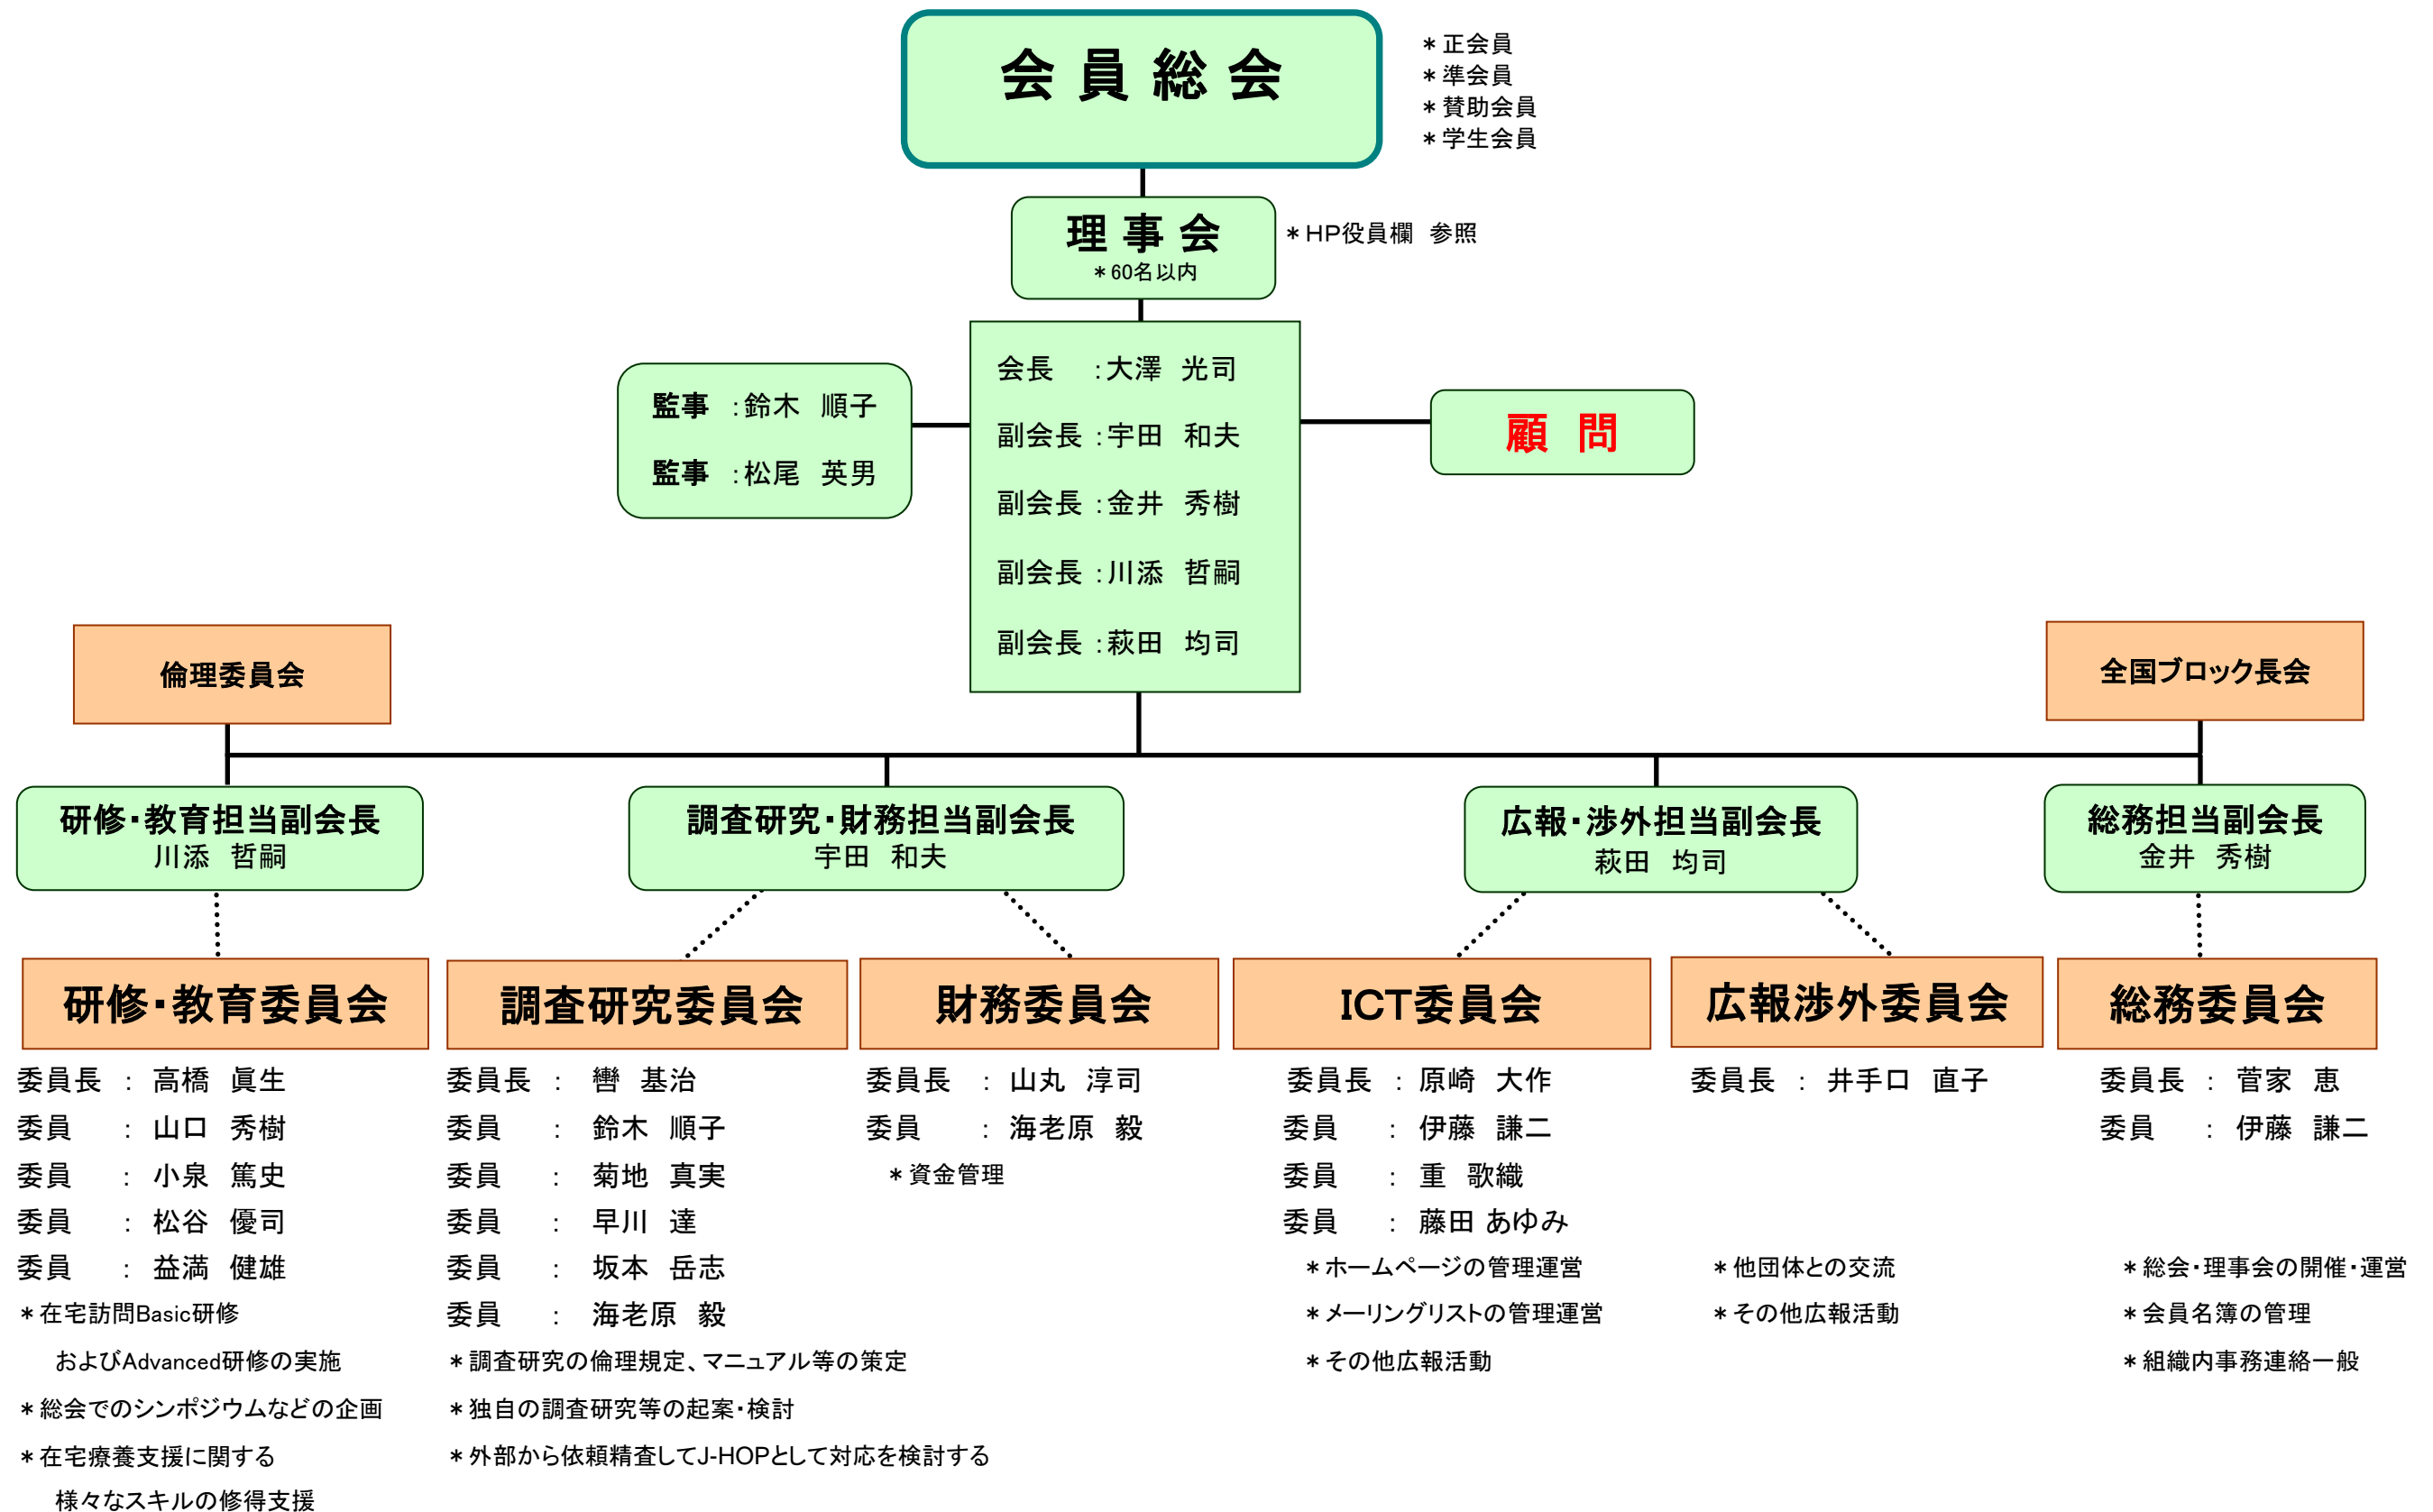 会 員 総 会
＊正会員
＊準会員
＊賛助会員
＊学生会員
理 事 会
＊60名以内
＊HP役員欄　参照
会長　：大澤　光司
副会長：宇田　和夫
副会長：金井　秀樹
副会長：川添　哲嗣
副会長：萩田　均司
監事　：鈴木　順子
監事　：松尾　英男
顧　問
倫理委員会
全国ブロック長会
研修・教育担当副会長
川添　哲嗣
調査研究・財務担当副会長
宇田　和夫
広報・渉外担当副会長
萩田　均司
総務担当副会長
金井　秀樹
研修・教育委員会
委員長　：　高橋　眞生
委員　　：　山口　秀樹
委員　　：　小泉　篤史
委員　　：　松谷　優司
委員　　：　益満　健雄
＊在宅訪問Basic研修
およびAdvanced研修の実施
＊総会でのシンポジウムなどの企画
＊在宅療養支援に関する
様々なスキルの修得支援
調査研究委員会
委員長　：　轡　基治
委員　　：　鈴木　順子
委員　　：　菊地　真実
委員　　：　早川　達
委員　　：　坂本　岳志
委員　　：　海老原　毅
＊調査研究の倫理規定、マニュアル等の策定
＊独自の調査研究等の起案・検討
＊外部から依頼精査してJ-HOPとして対応を検討する
財務委員会
委員長　：　山丸　淳司
委員　　：　海老原　毅
＊資金管理
ICT委員会
委員長　：　原崎　大作
委員　　：　伊藤　謙二
委員　　：　重　歌織
委員　　：　藤田 あゆみ
＊ホームページの管理運営
＊メーリングリストの管理運営
＊その他広報活動
広報渉外委員会
委員長　：　井手口　直子
＊他団体との交流
＊その他広報活動
総務委員会
委員長　：　菅家　恵
委員　　：　伊藤　謙二
＊総会・理事会の開催・運営
＊会員名簿の管理
＊組織内事務連絡一般